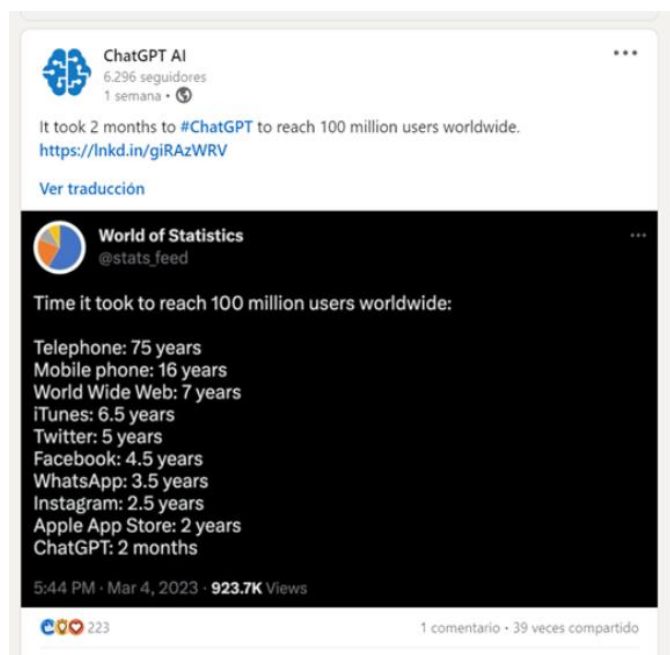 ChatGPT AI
6.296 seguidores
1 semana •
It took 2 months to #ChatGPT to reach 100 million users worldwide.
https://lnkd.in/giRAzWRV
Ver traducción
World of Statistics
@stats_feed
Time it took to reach 100 million users worldwide:
Telephone: 75 years
Mobile phone: 16 years
World Wide Web: 7 years
iTunes: 6.5 years
Twitter: 5 years
Facebook: 4.5 years
WhatsApp: 3.5 years
Instagram: 2.5 years
Apple App Store: 2 years
ChatGPT: 2 months
5:44 PM · Mar 4, 2023 · 923.7K Views
223
1 comentario • 39 veces compartido